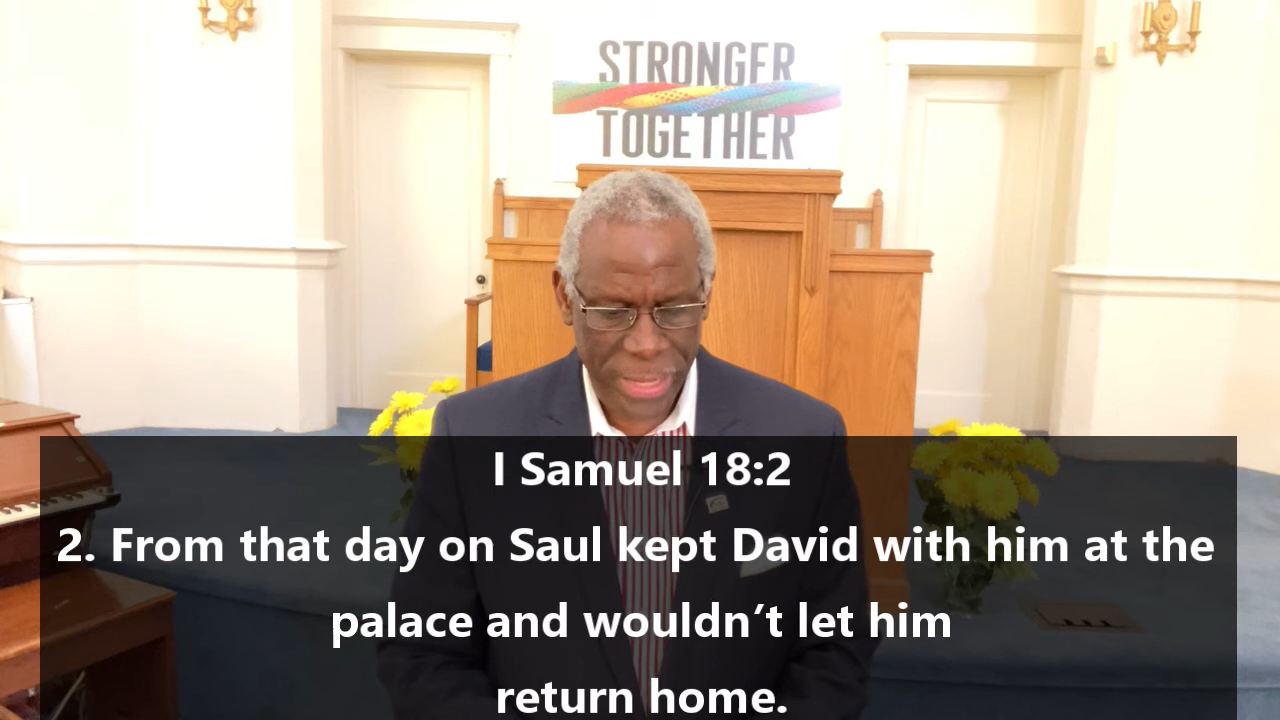 STRONGER
TOGETHER
I Samuel 18:2
2. From that day on Saul kept David with him at the
palace and wouldn’t let him
return home.